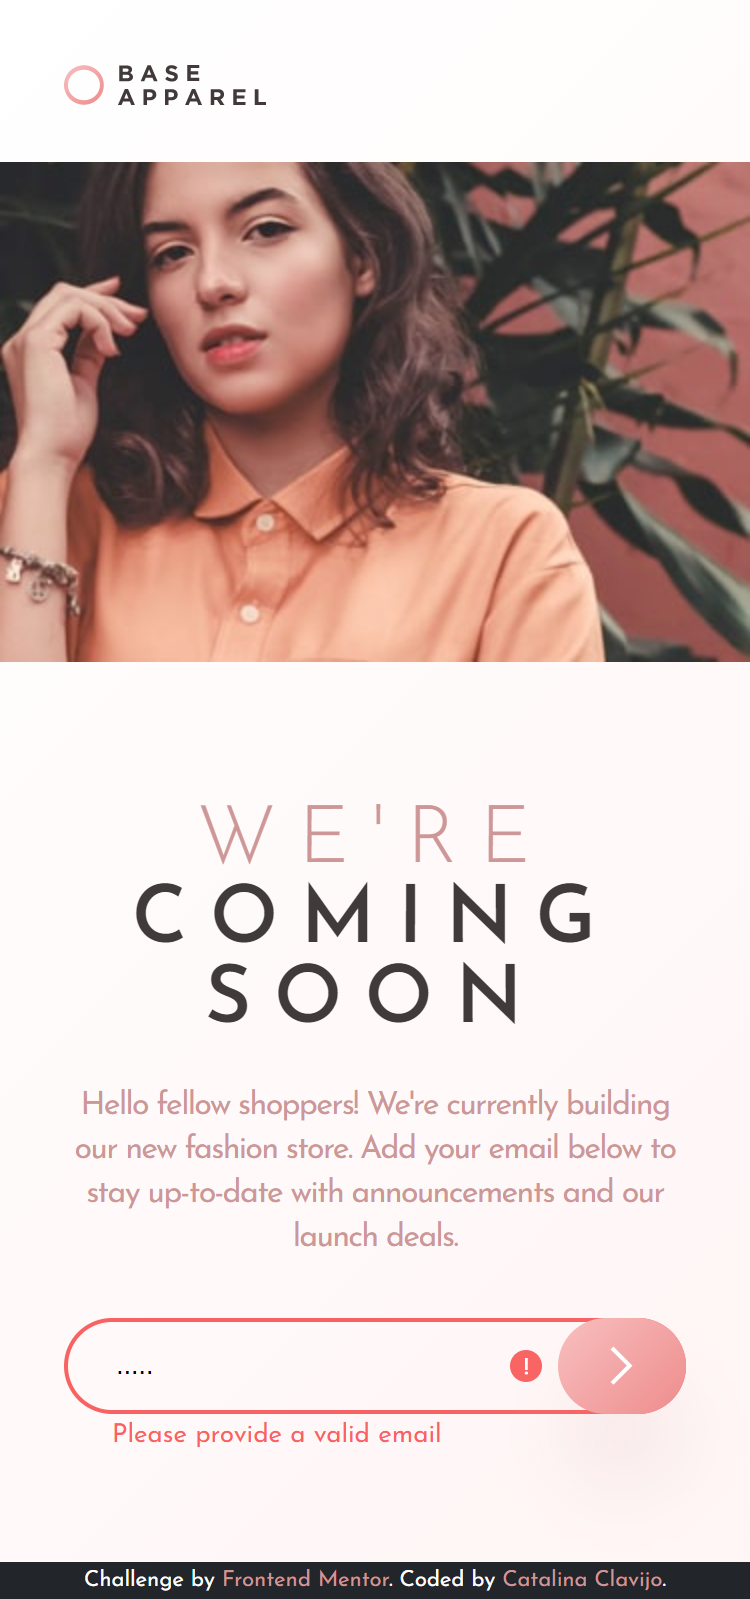 BASE
APPAREL
WE'RE
COMING
SOON
Hello fellow shoppers! We're currently building
our new fashion store. Add your email below to
stay up-to-date with announcements and our
launch deals.
.....
!
Please provide a valid email
Challenge by Frontend Mentor. Coded by Catalina Clavijo.